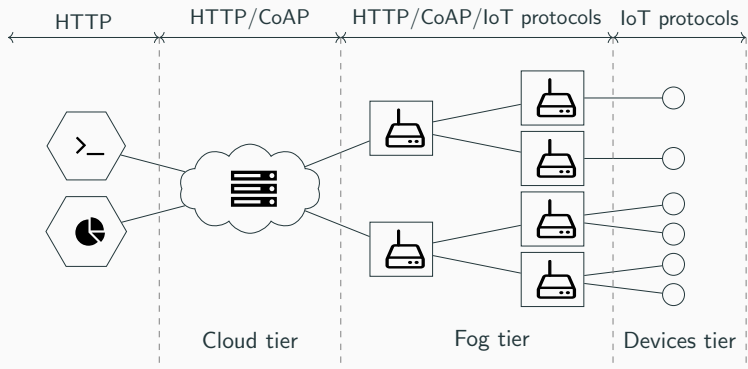 HTTP
HTTP/CoAP
HTTP/CoAP/IoT protocols
IoT protocols
Cloud tier
Fog tier
Devices tier